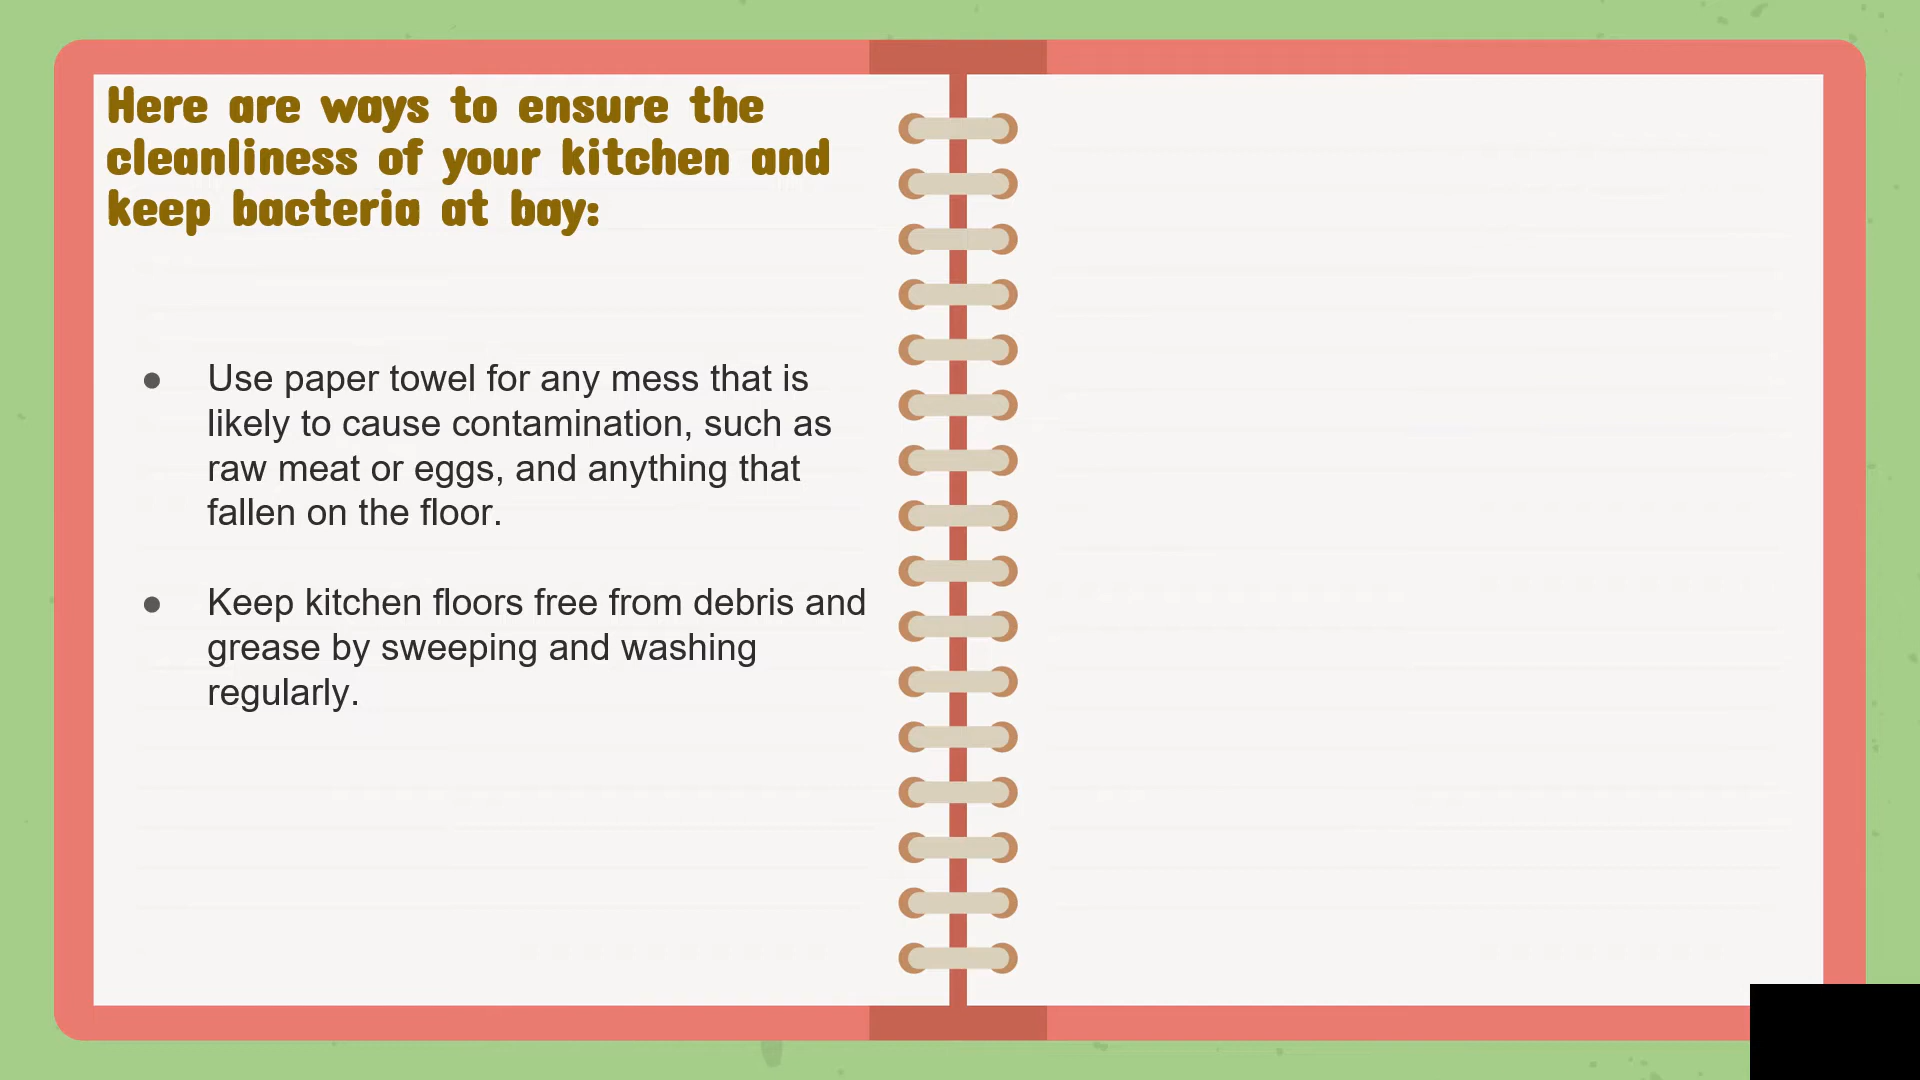 Here are ways to ensure the
cleanliness of your kitchen and
keep bacteria at bay:
● Use paper towel for any mess that is
likely to cause contamination, such as
raw meat or eggs, and anything that
fallen on the floor.
● Keep kitchen floors free from debris and
grease by sweeping and washing
regularly.